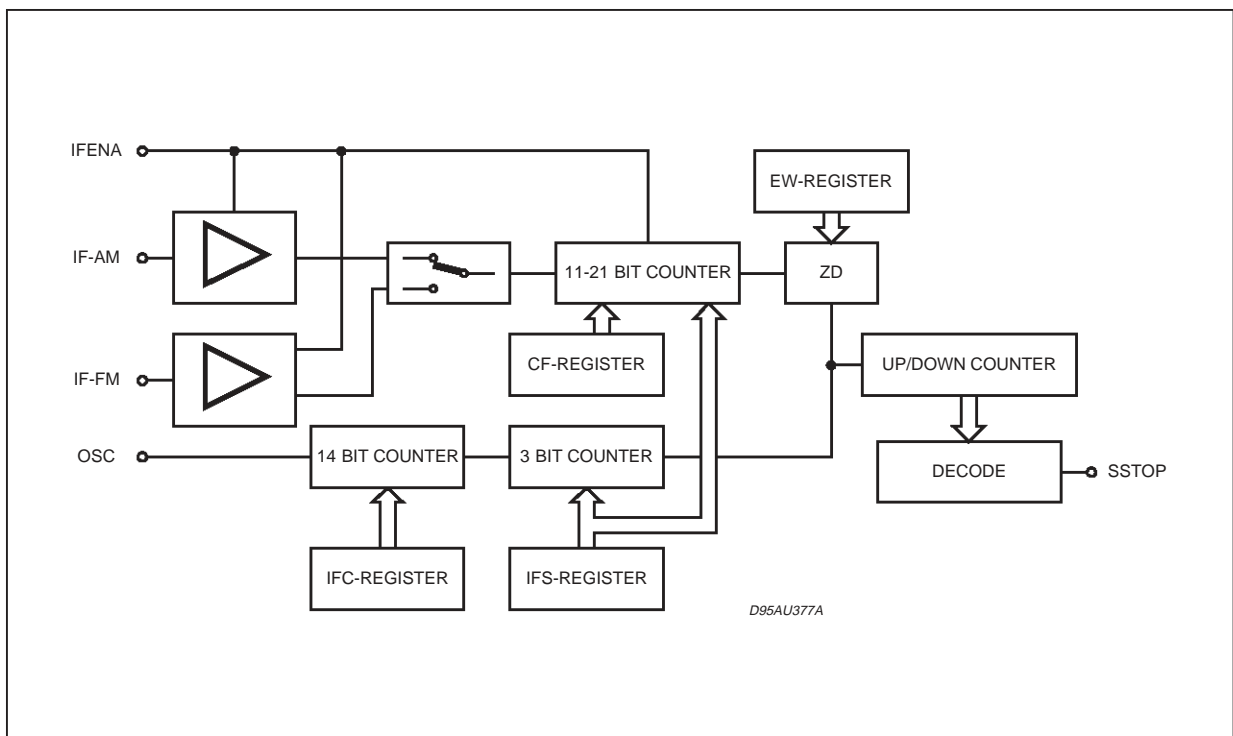 IFENA
EW-REGISTER
IF-AM
11-21 BIT COUNTER
ZD
CF-REGISTER
UP/DOWN COUNTER
IF-FM
OSC
14 BIT COUNTER
3 BIT COUNTER
DECODE
SSTOP
IFC-REGISTER
IFS-REGISTER
D95AU377A